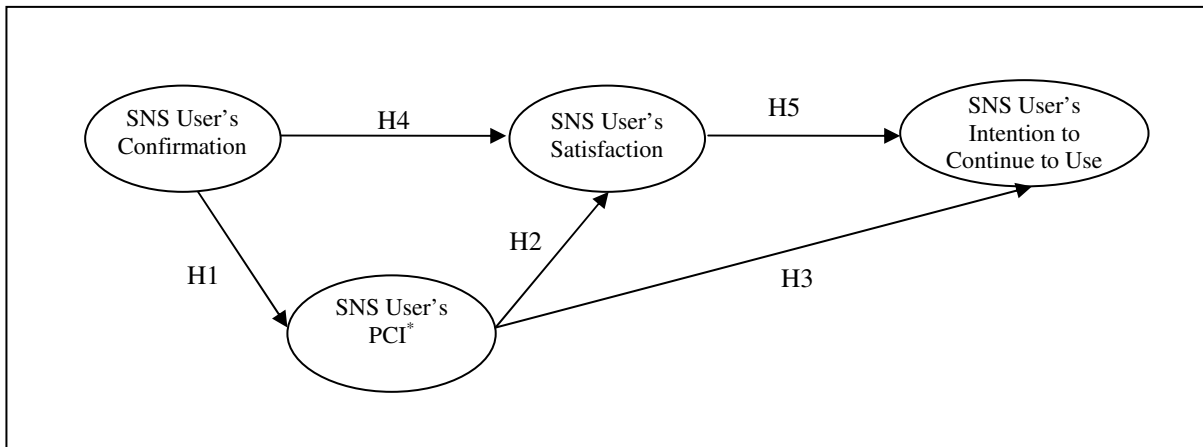 SNS User’s
Confirmation
H4
SNS User’s
Satisfaction
H5
SNS User’s
Intention to
Continue to Use
H1
H2
H3
SNS User’s
PCI*